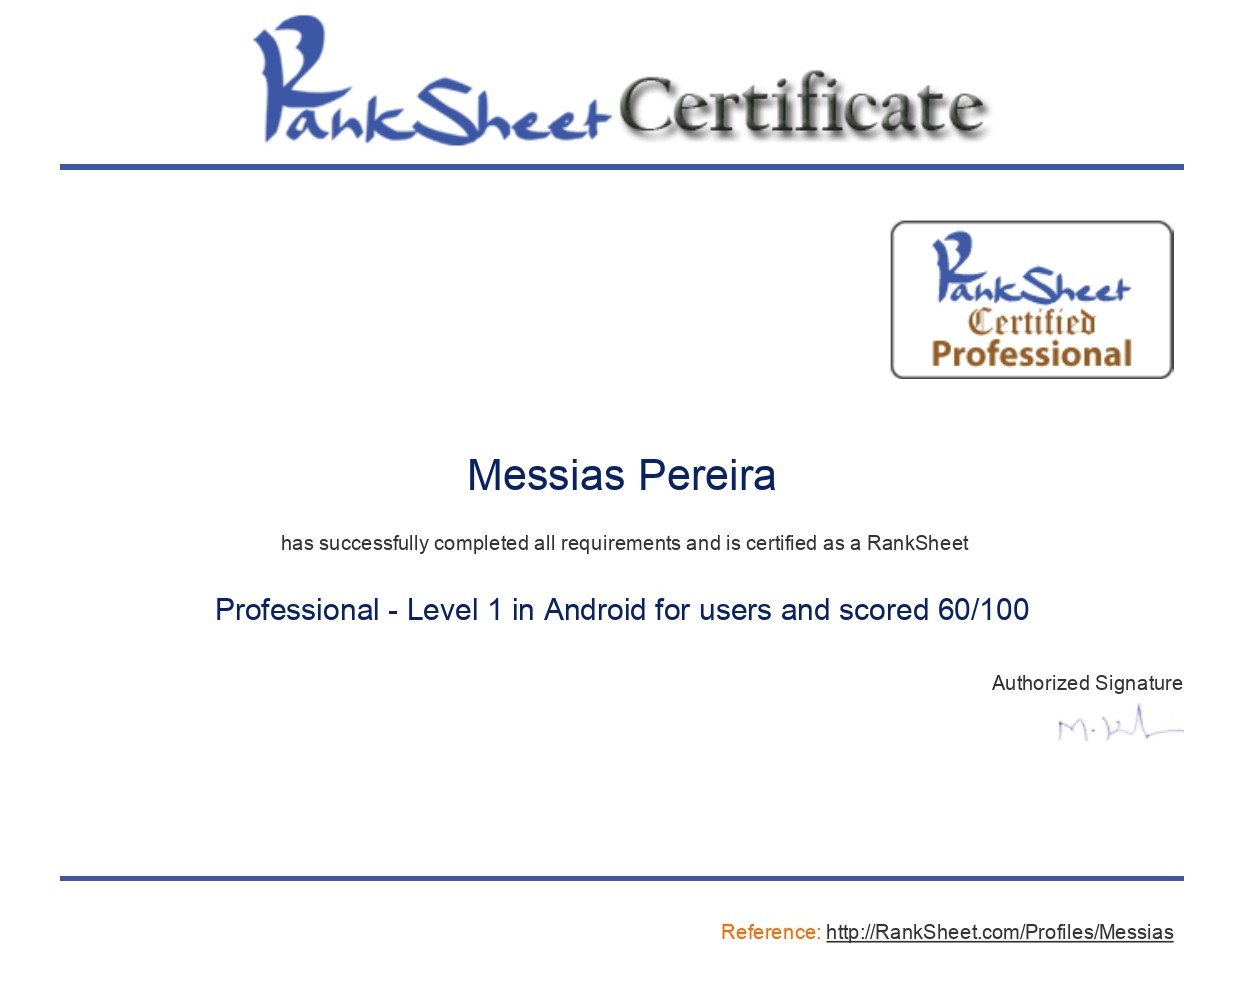 RankSheet Certificate
RankSheet
Certified
Professional
Messias Pereira
has successfully completed all requirements and is certified as a RankSheet
Professional - Level 1 in Android for users and scored 60/100
Authorized Signature
Reference: http://RankSheet.com/Profiles/Messias